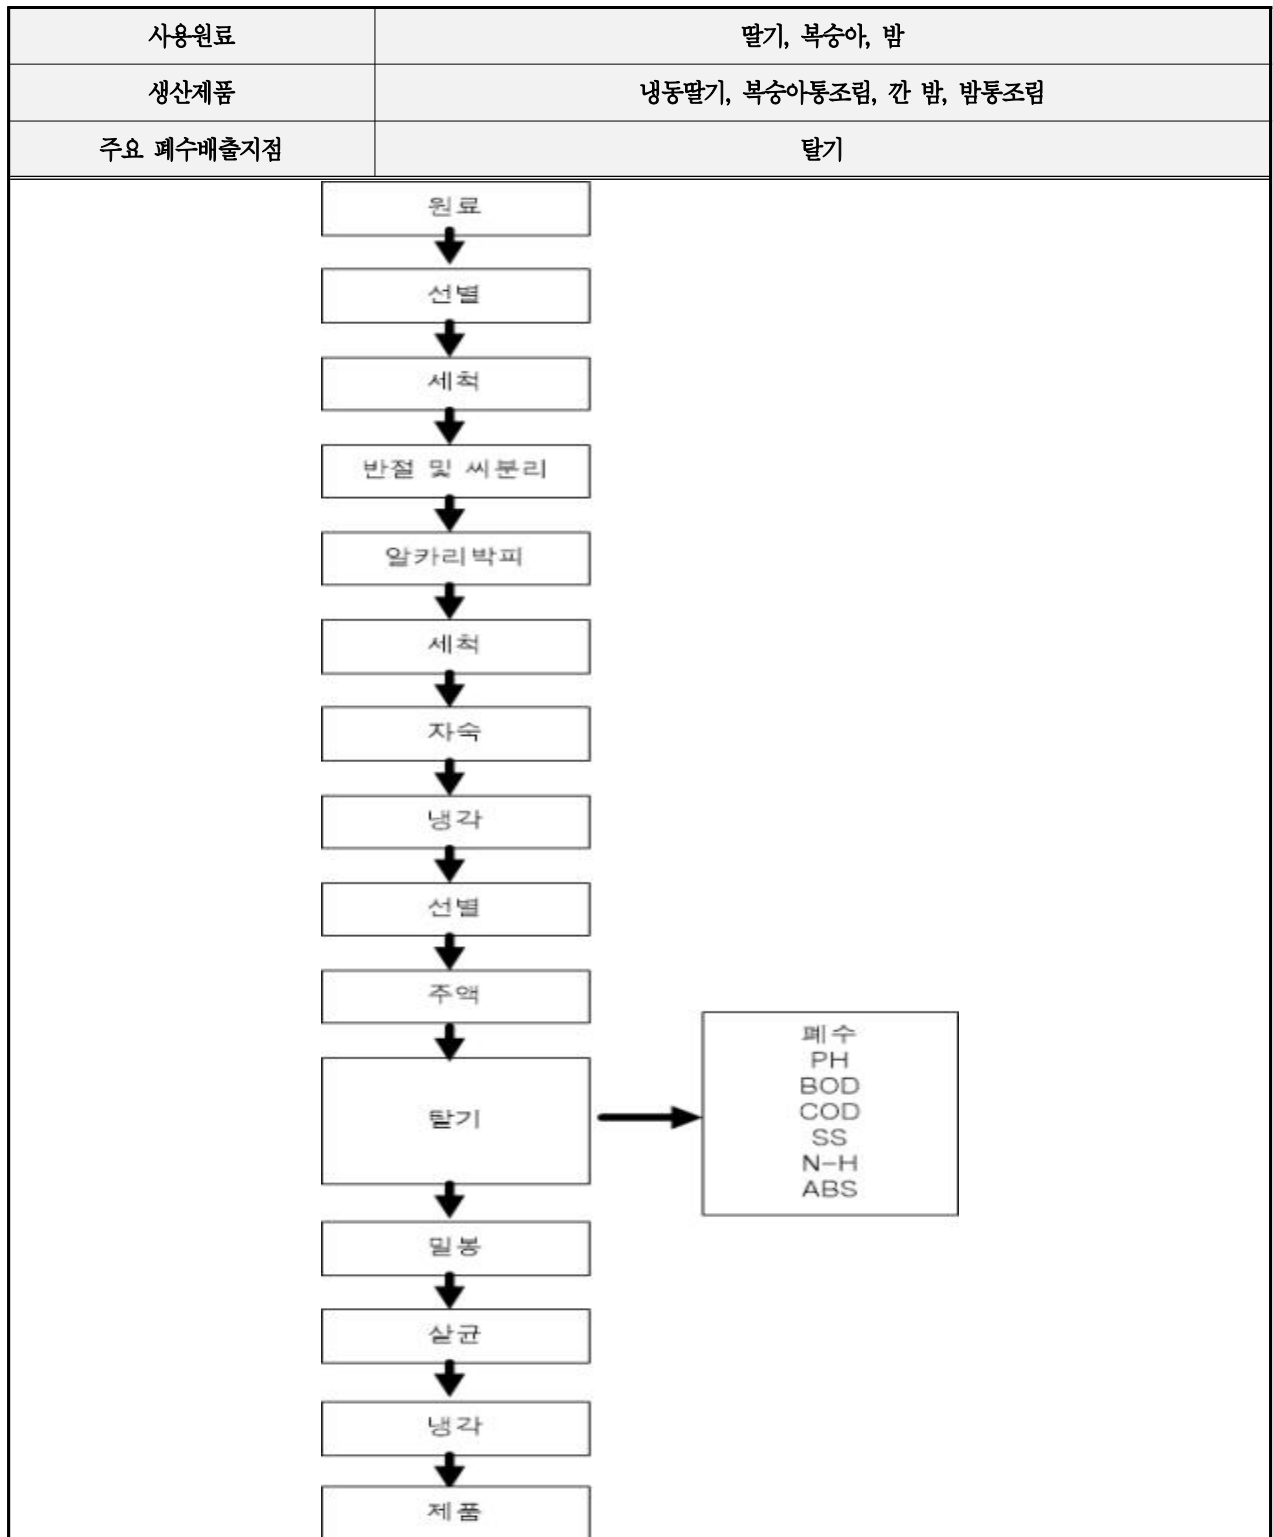 사용원료 딸기, 복숭아, 밤
생산제품 냉동딸기, 복숭아통조림, 깐 밤, 밤통조림
주요 폐수배출지점 탈기
원료
선별
세척
반절 및 씨분리
알카리박피
세척
자숙
냉각
선별
주액
탈기
폐수
PH
BOD
COD
SS
N-H
ABS
밀봉
살균
냉각
제품